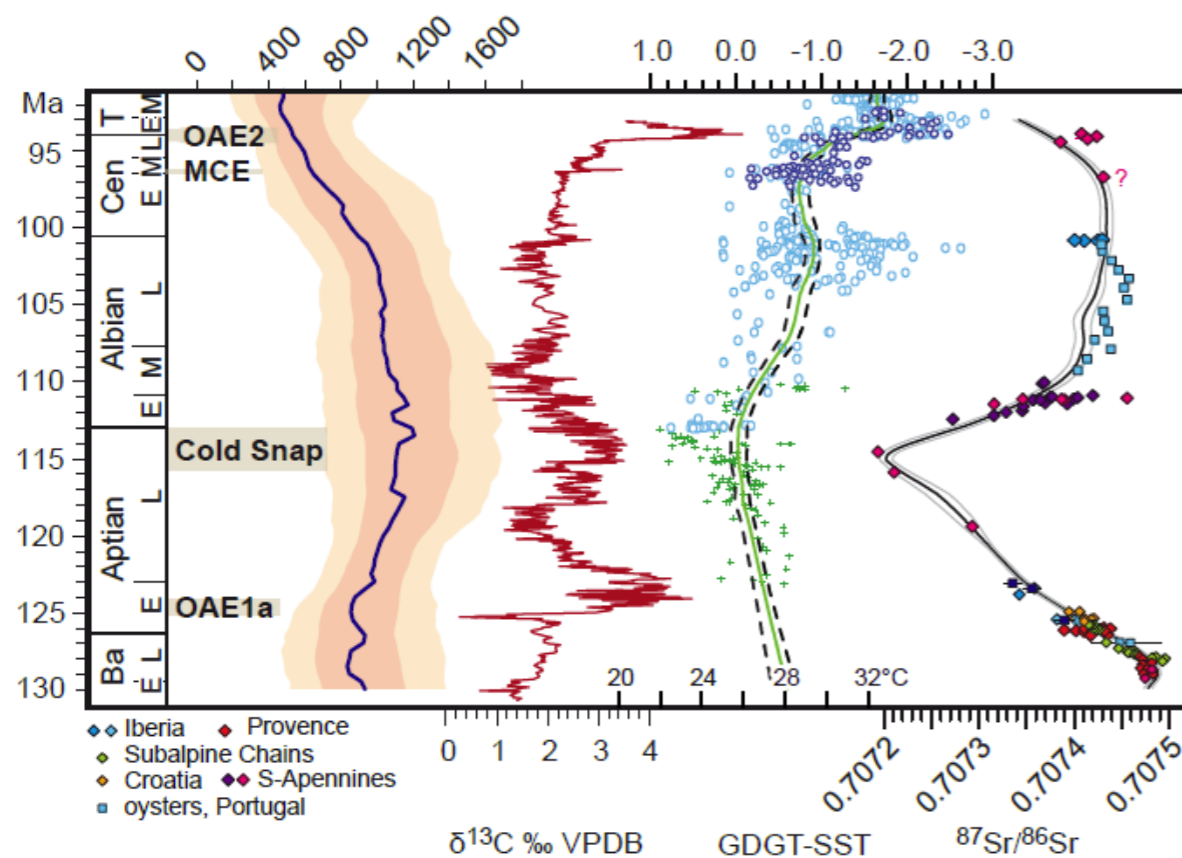 0 400 800 1200 1600 1.0 0.0 -1.0 -2.0 -3.0
Ma
T E M
OAE2
95
Cen E M L
MCE
100
Albian E M L
105
110
Cold Snap
115
Aptian E L
120
OAE1a
125
Ba E L
130
20 24 28 32°C
?
Iberia Provence
Subalpine Chains
Croatia S-Apennines
oysters, Portugal
0 1 2 3 4
0.7072 0.7073 0.7074 0.7075
δ¹³C ‰ VPDB GDGT-SST ⁸⁷Sr/⁸⁶Sr